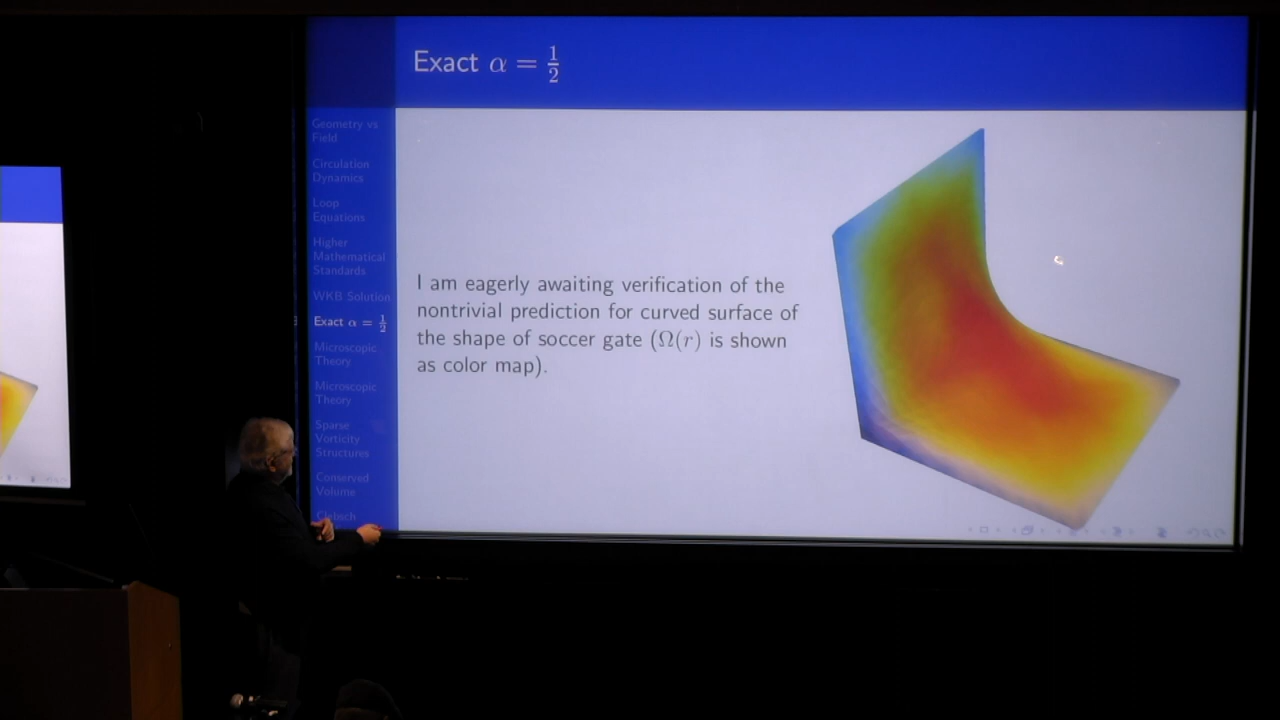 Exact α = 1/2
Geometry vs
Field
Circulation
Dynamics
Loop
Equations
Higher
Mathematical
Standards
WKB Solution
Exact α = 1/2
Microscopic
Theory
Microscopic
Theory
Sparse
Vorticity
Structures
Conserved
Volume
Clebsch
I am eagerly awaiting verification of the
nontrivial prediction for curved surface of
the shape of soccer gate (Ω(r) is shown
as color map).